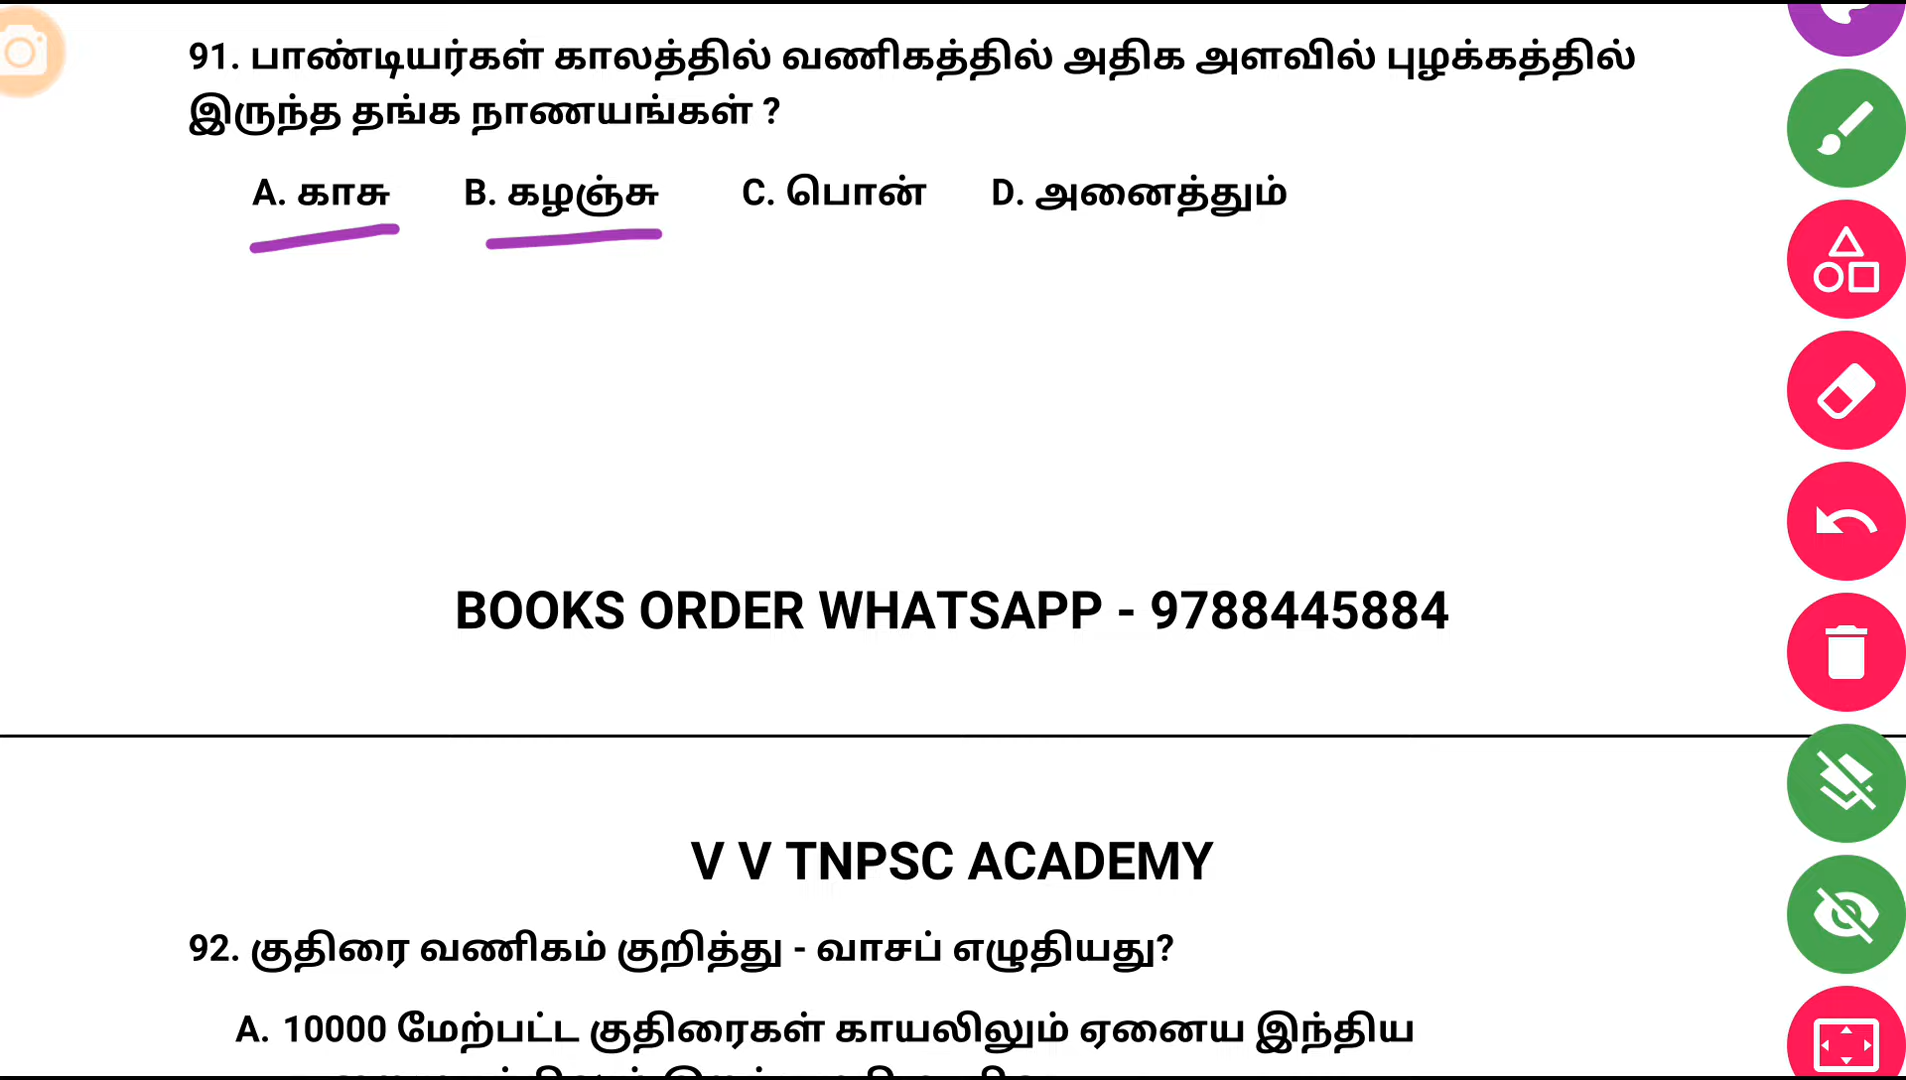 91. பாண்டியர்கள் காலத்தில் வணிகத்தில் அதிக அளவில் புழக்கத்தில்
இருந்த தங்க நாணயங்கள் ?
A. காசு B. கழஞ்சு C. பொன் D. அனைத்தும்
BOOKS ORDER WHATSAPP - 9788445884
V V TNPSC ACADEMY
92. குதிரை வணிகம் குறித்து - வாசப் எழுதியது?
A. 10000 மேற்பட்ட குதிரைகள் காயலிலும் ஏனைய இந்திய